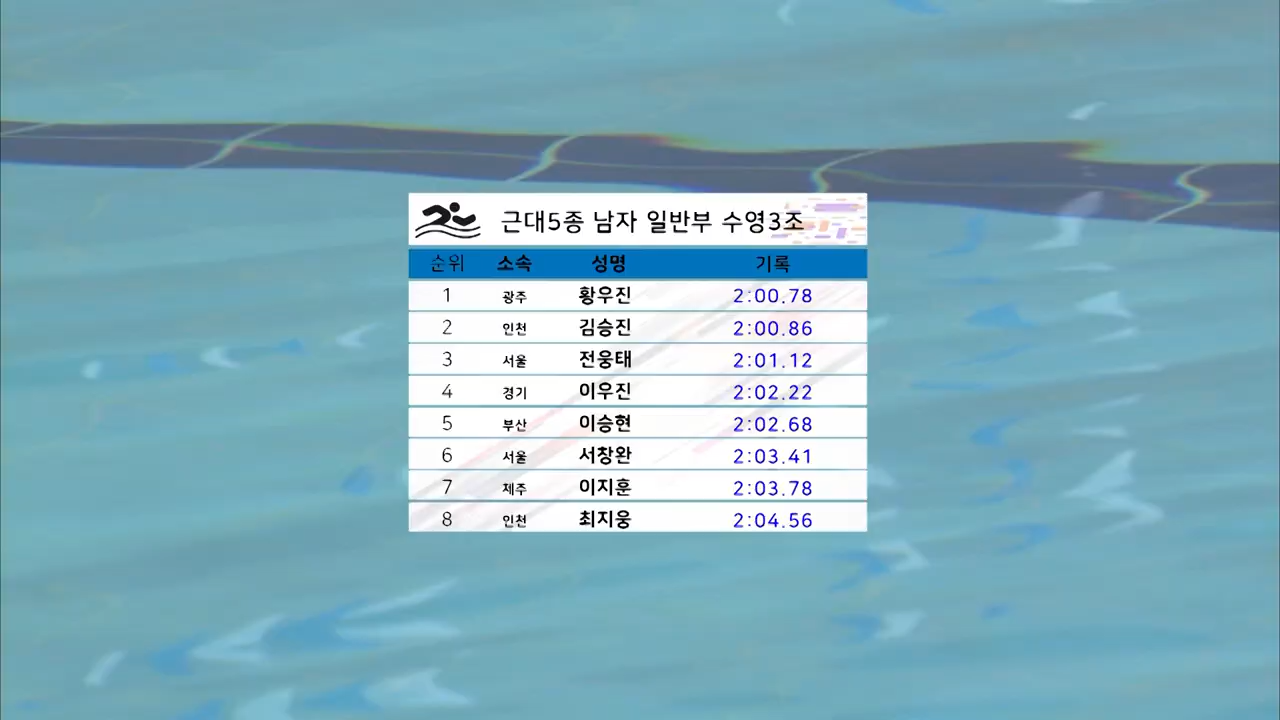 근대5종 남자 일반부 수영3조
순위 소속 성명 기록
1 광주 황우진 2:00.78
2 인천 김승진 2:00.86
3 서울 전웅태 2:01.12
4 경기 이우진 2:02.22
5 부산 이승현 2:02.68
6 서울 서창완 2:03.41
7 제주 이지훈 2:03.78
8 인천 최지웅 2:04.56